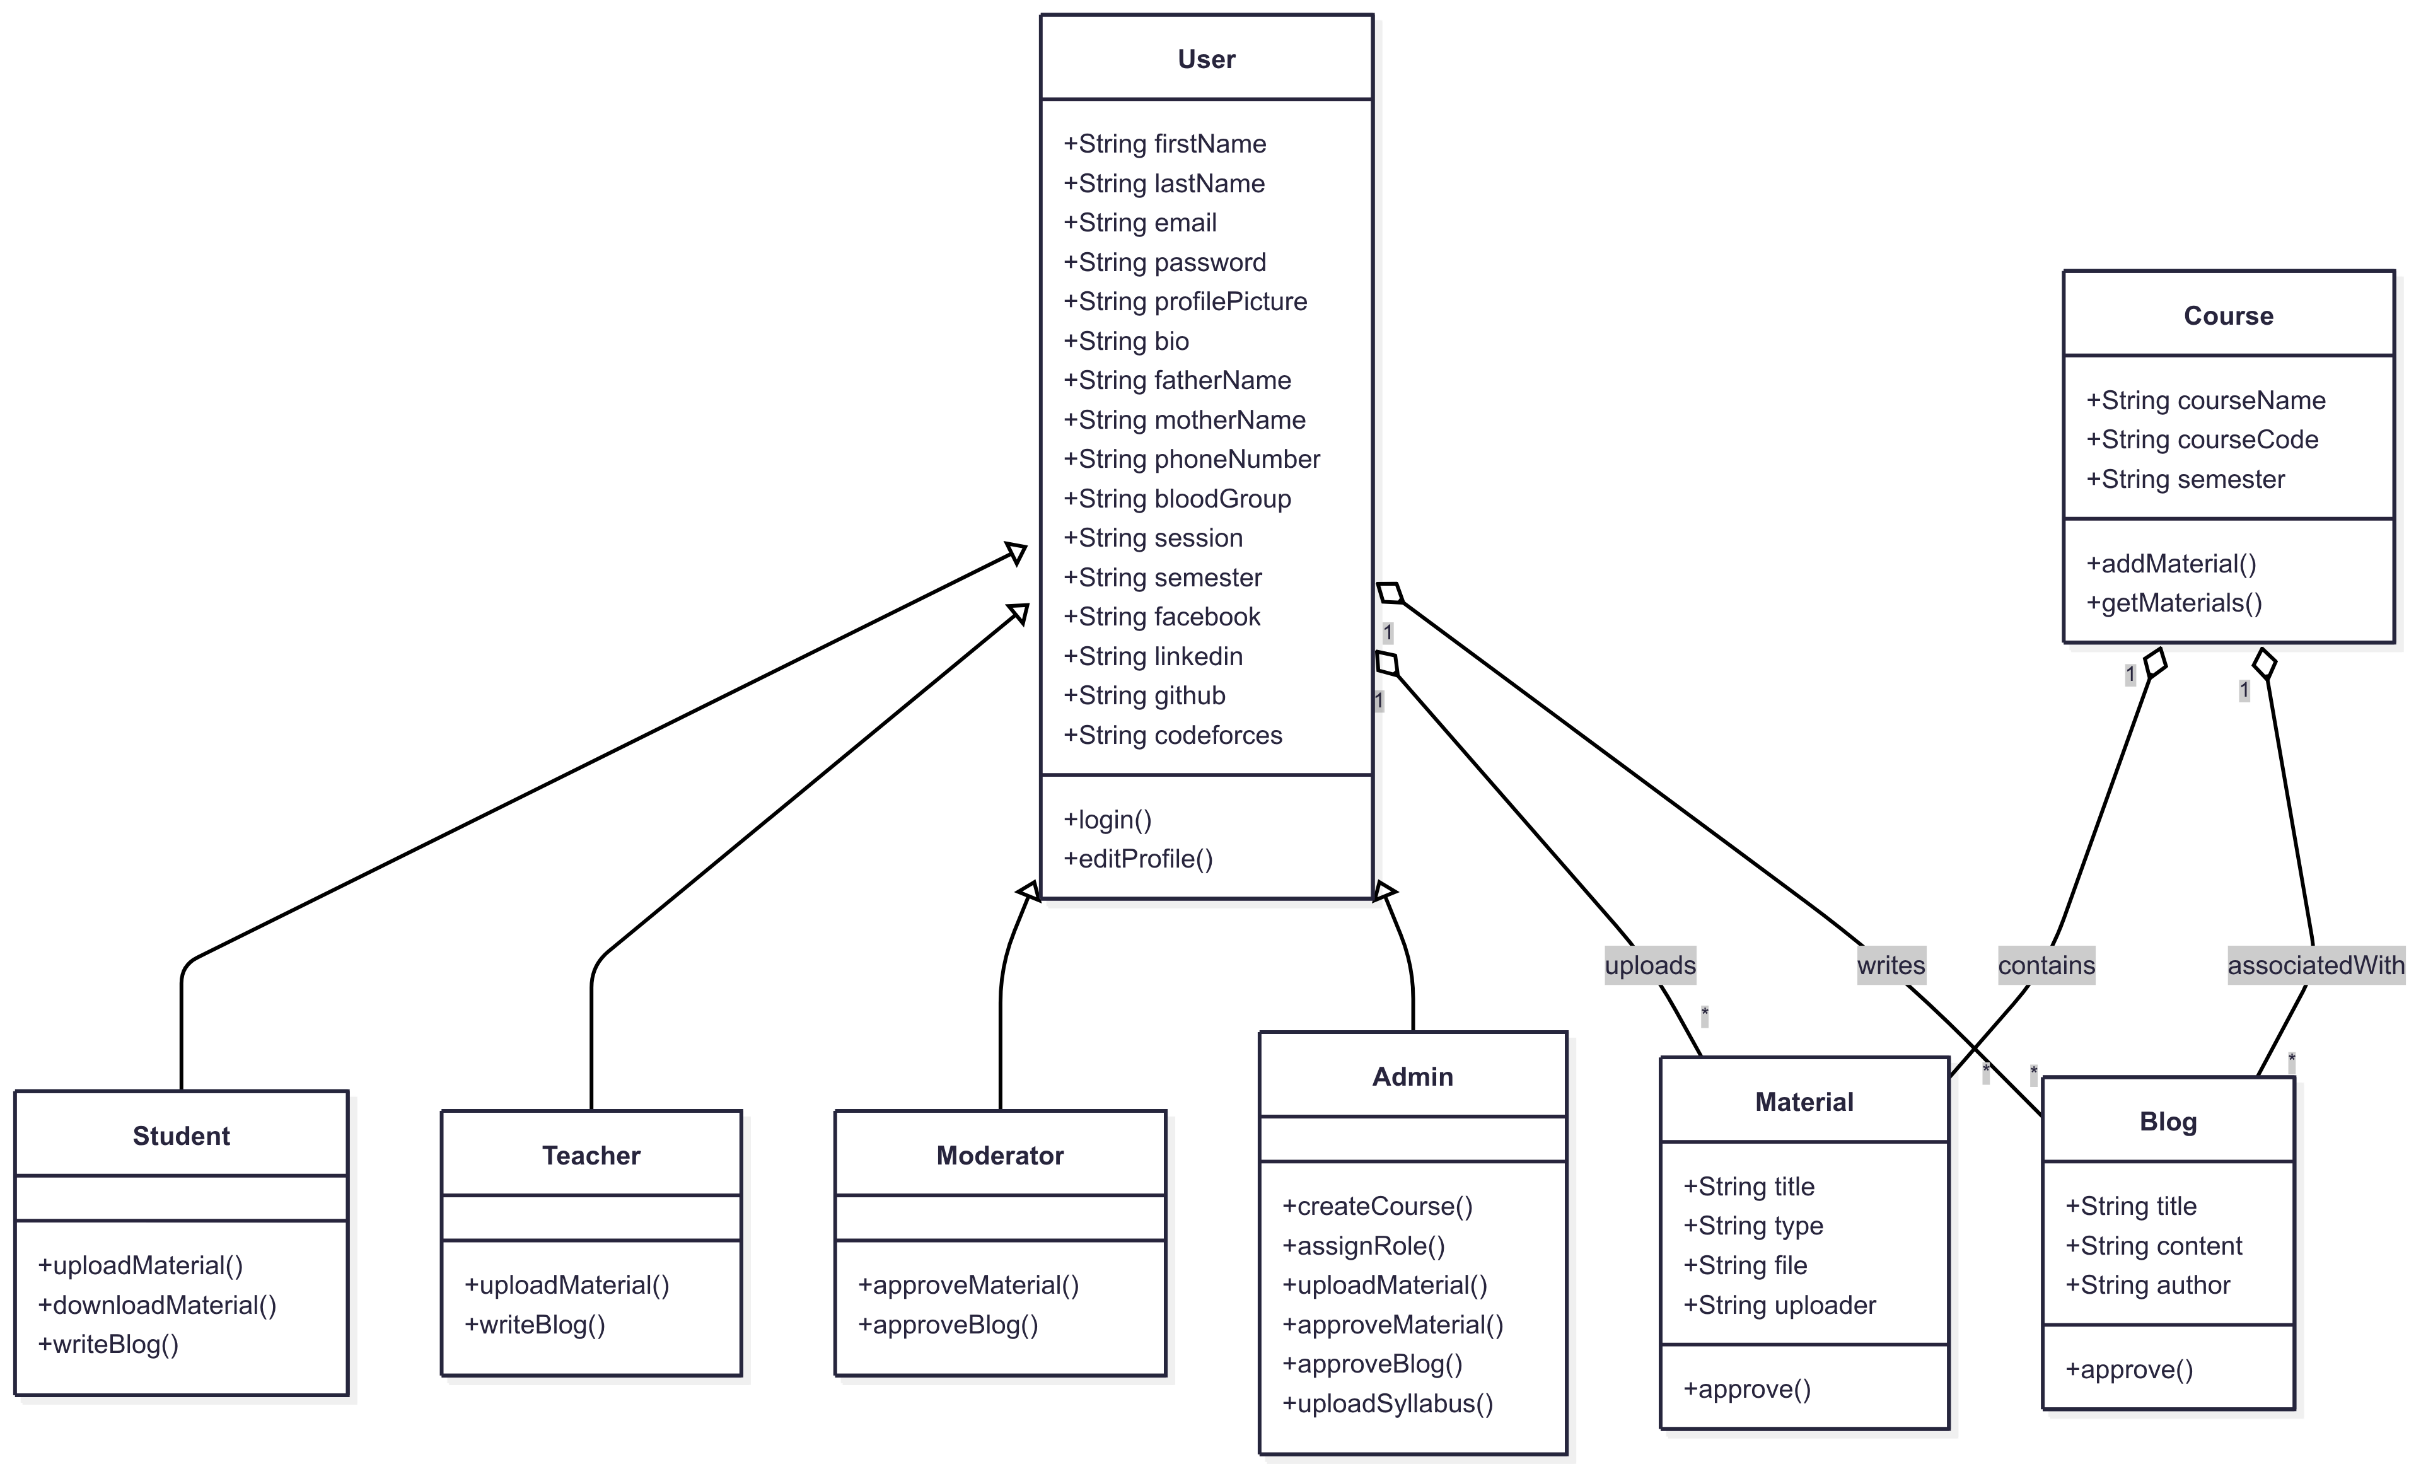 User
+String firstName
+String lastName
+String email
+String password
+String profilePicture
+String bio
+String fatherName
+String motherName
+String phoneNumber
+String bloodGroup
+String session
+String semester
+String facebook
+String linkedin
+String github
+String codeforces
+login()
+editProfile()
Course
+String courseName
+String courseCode
+String semester
+addMaterial()
+getMaterials()
1
1
1
1
uploads
writes
contains
associatedWith
*
*
*
*
Student
+uploadMaterial()
+downloadMaterial()
+writeBlog()
Teacher
+uploadMaterial()
+writeBlog()
Moderator
+approveMaterial()
+approveBlog()
Admin
+createCourse()
+assignRole()
+uploadMaterial()
+approveMaterial()
+approveBlog()
+uploadSyllabus()
Material
+String title
+String type
+String file
+String uploader
+approve()
Blog
+String title
+String content
+String author
+approve()